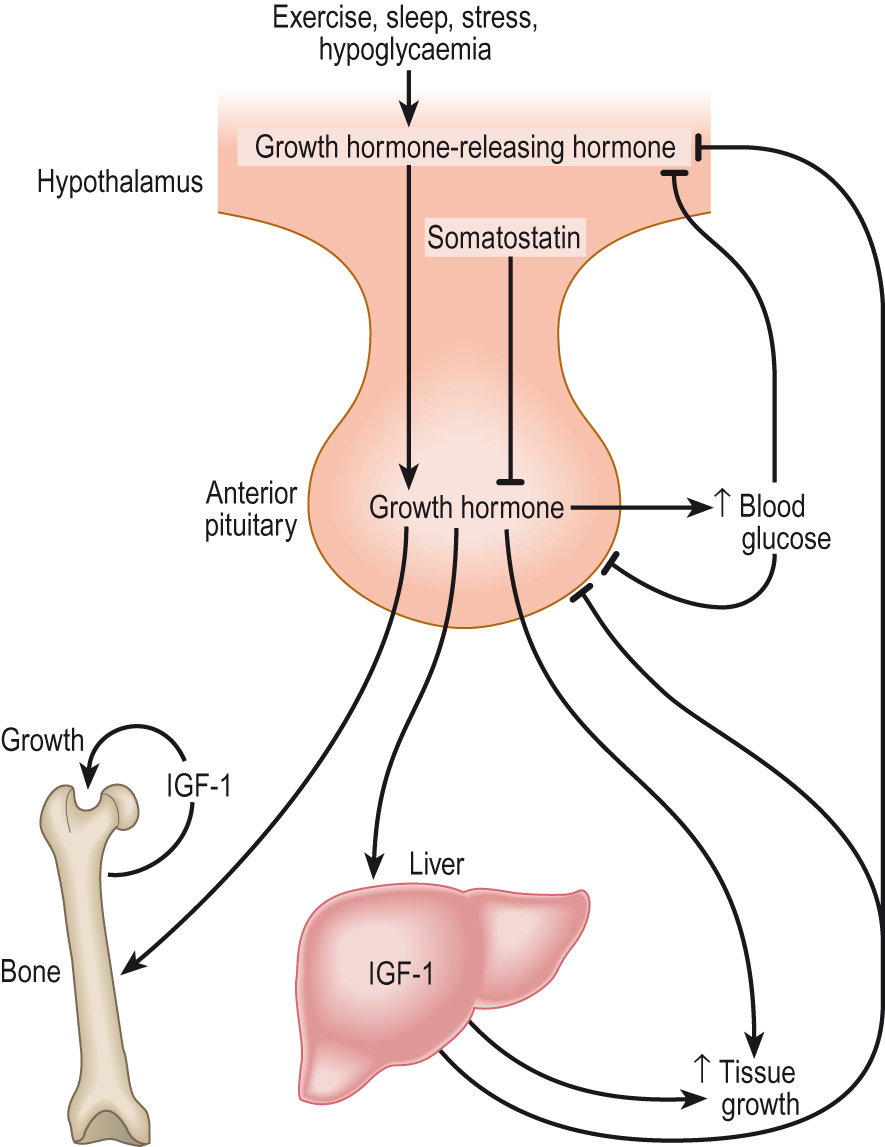 Exercise, sleep, stress,
hypoglycaemia
Growth hormone-releasing hormone
Hypothalamus
Somatostatin
Anterior
pituitary
Growth hormone
↑ Blood
glucose
Growth
IGF-1
Liver
Bone
IGF-1
↑ Tissue
growth